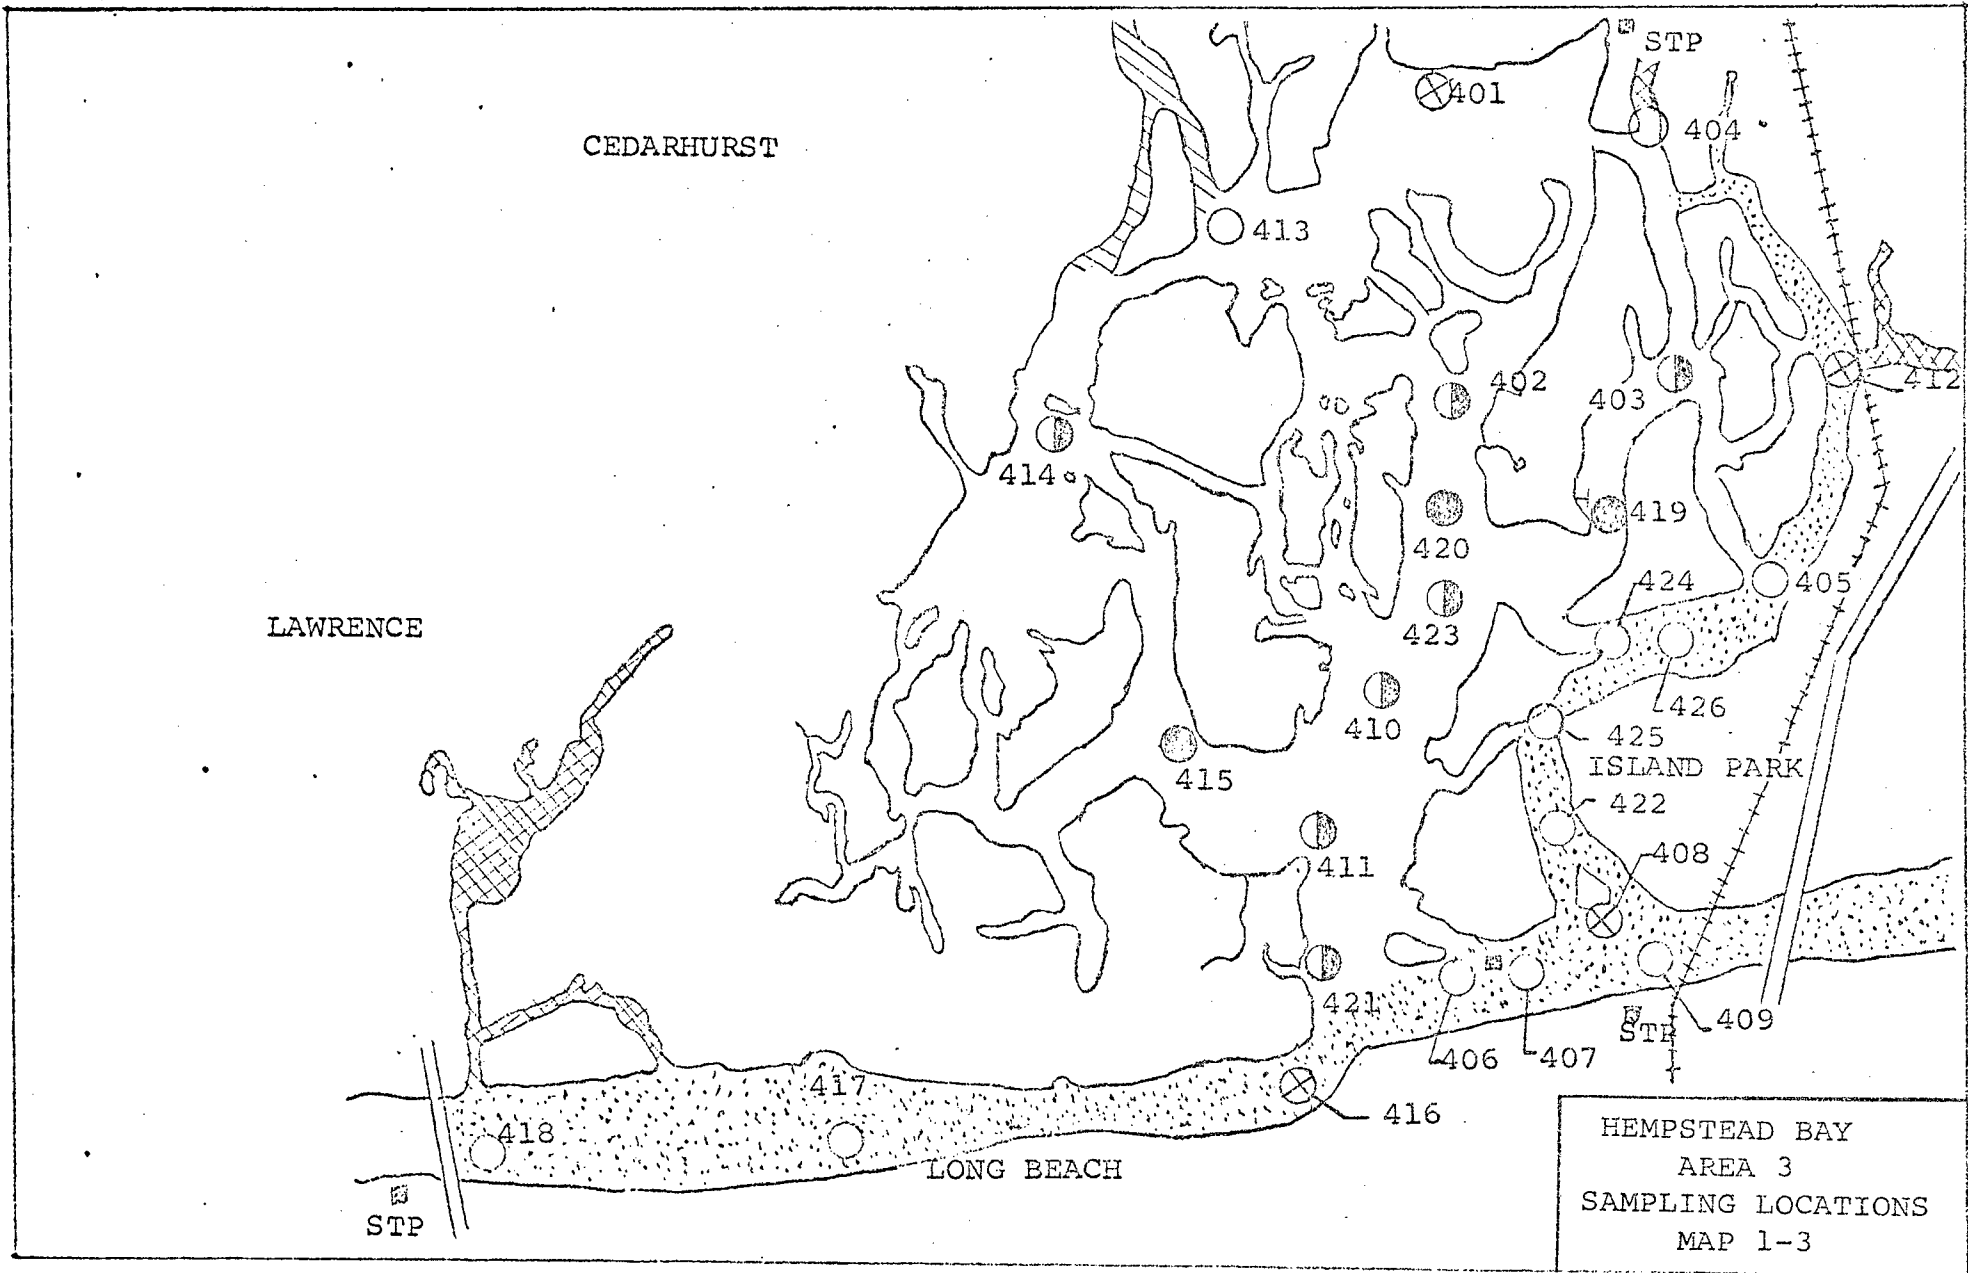 STP
401
404
CEDARHURST
413
402
403
412
414
419
420
424
405
LAWRENCE
423
426
410
425
ISLAND PARK
415
422
408
411
421
STP
409
406
407
417
416
418
LONG BEACH
STP
HEMPSTEAD BAY
AREA 3
SAMPLING LOCATIONS
MAP 1-3